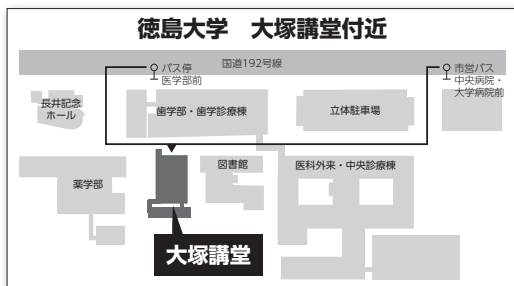 徳島大学　大塚講堂付近
国道192号線
バス停
医学部前
市営バス
中央病院・
大学病院前
長井記念
ホール
歯学部・歯学診療棟
立体駐車場
薬学部
図書館
医科外来・中央診療棟
大塚講堂